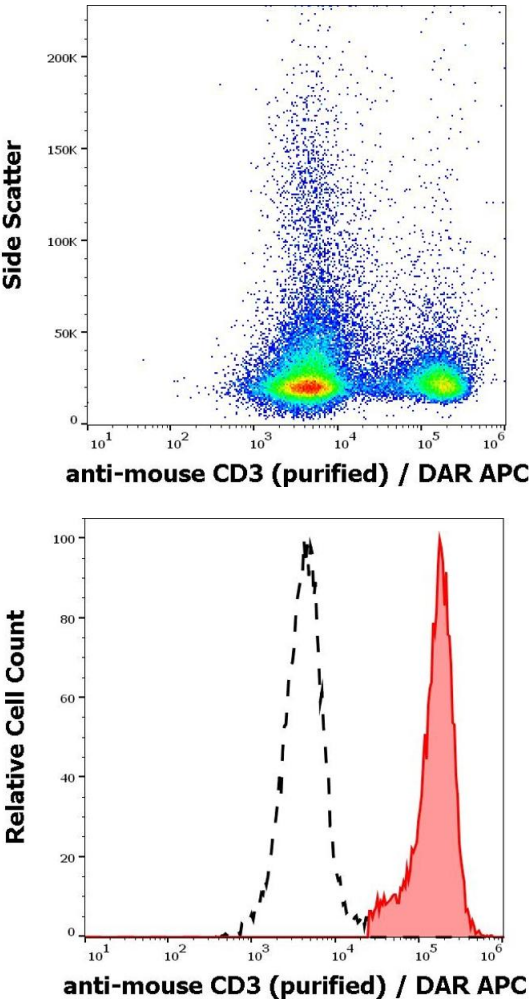 Side Scatter
200K
150K
100K
50K
0
10¹ 10² 10³ 10⁴ 10⁵ 10⁶
anti-mouse CD3 (purified) / DAR APC
Relative Cell Count
100
80
60
40
20
0
10¹ 10² 10³ 10⁴ 10⁵ 10⁶
anti-mouse CD3 (purified) / DAR APC